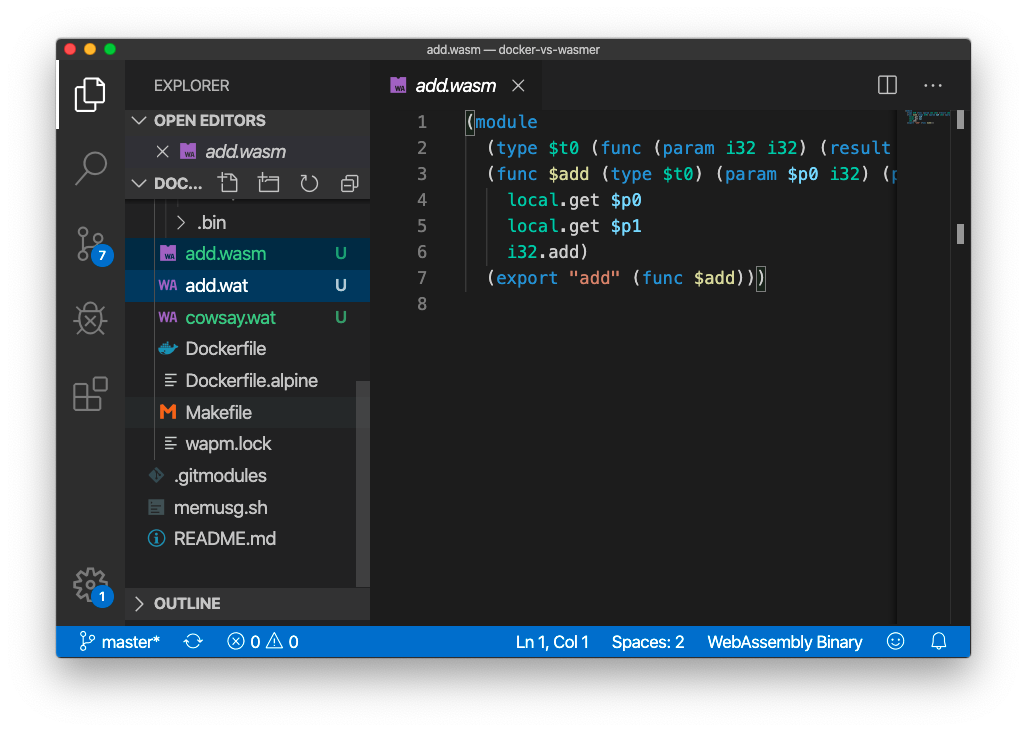 add.wasm — docker-vs-wasmer
EXPLORER
OPEN EDITORS
WA add.wasm
DOC...
.bin
WA add.wasm U
WA add.wat U
WA cowsay.wat U
Dockerfile
Dockerfile.alpine
M Makefile
wapm.lock
.gitmodules
memusg.sh
README.md
OUTLINE
7
1
WA add.wasm
1 (module
2 (type $t0 (func (param i32 i32) (result
3 (func $add (type $t0) (param $p0 i32) (p
4 local.get $p0
5 local.get $p1
6 i32.add)
7 (export "add" (func $add)))
8
master* 0 0 Ln 1, Col 1 Spaces: 2 WebAssembly Binary